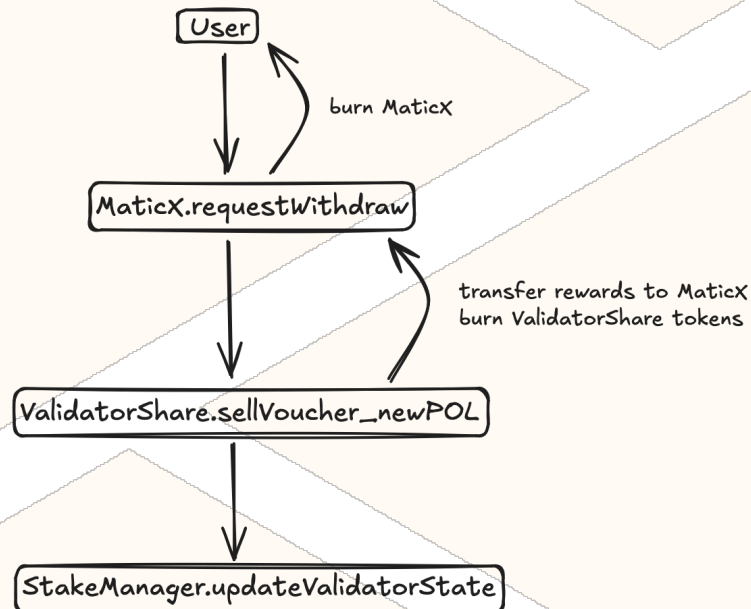 User
burn MaticX
MaticX.requestWithdraw
transfer rewards to MaticX
burn ValidatorShare tokens
ValidatorShare.sellVoucher_newPOL
StakeManager.updateValidatorState